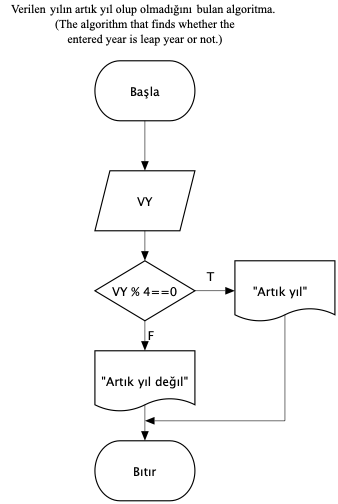 Verilen yılın artık yıl olup olmadığını bulan algoritma.
(The algorithm that finds whether the
entered year is leap year or not.)
Başla
VY
VY % 4==0
T
"Artık yıl"
F
"Artık yıl değıl"
Bıtır